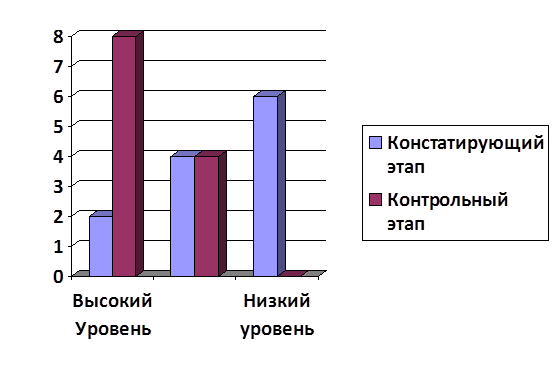 8
7
6
5
4
3
2
1
0
Высокий
Уровень
Низкий
уровень
Констатирующий
этап
Контрольный
этап